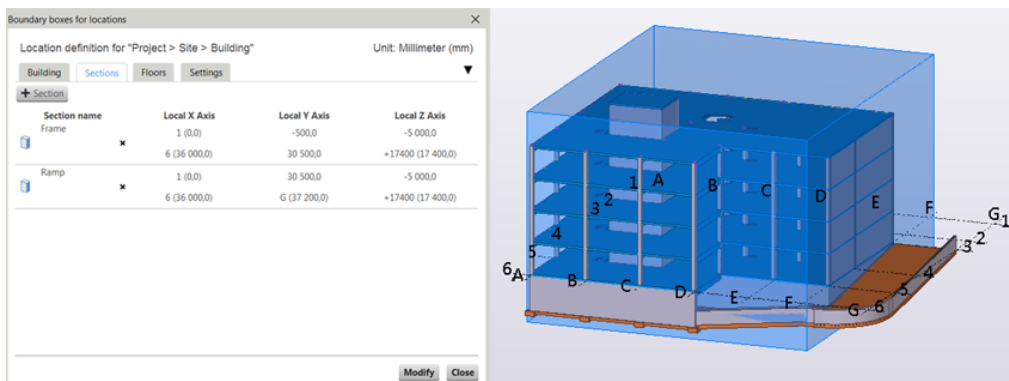 Boundary boxes for locations
Location definition for "Project > Site > Building" Unit: Millimeter (mm)
Building Sections Floors Settings
+ Section
Section name Local X Axis Local Y Axis Local Z Axis
Frame
1 (0,0) -500,0 -5 000,0
6 (36 000,0) 30 500,0 +17400 (17 400,0)
Ramp
1 (0,0) 30 500,0 -5 000,0
6 (36 000,0) G (37 200,0) +17400 (17 400,0)
Modify Close
1 A B C D E F G 1
2 3 4 5 2 3 4 5 6
6 A B C D E F G